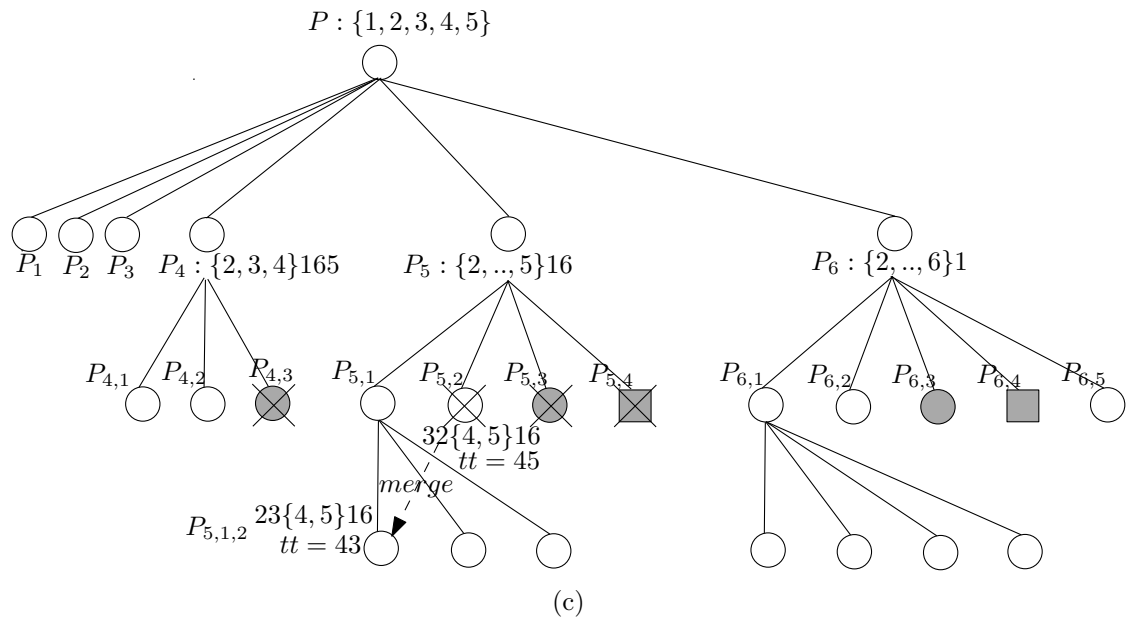 P : {1, 2, 3, 4, 5}
P₁ P₂ P₃ P₄ : {2, 3, 4}165 P₅ : {2, .., 5}16 P₆ : {2, .., 6}1
P₄,₁ P₄,₂ P₄,₃ P₅,₁ P₅,₂ P₅,₃ P₅,₄ P₆,₁ P₆,₂ P₆,₃ P₆,₄ P₆,₅
32{4, 5}16
tt = 45
merge
P₅,₁,₂ 23{4, 5}16
tt = 43
(c)